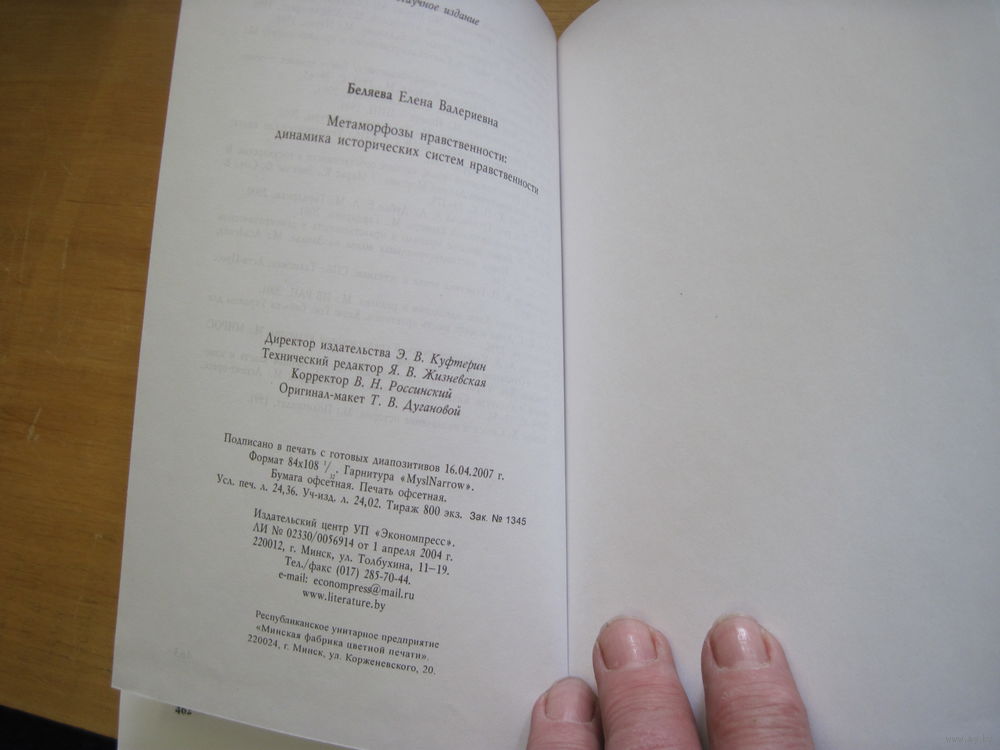 Научное издание
Беляева Елена Валериевна
Метаморфозы нравственности:
динамика исторических систем нравственности
Директор издательства Э. В. Куфтерин
Технический редактор Я. В. Жизневская
Корректор В. Н. Россинский
Оригинал-макет Т. В. Дугановой
Подписано в печать с готовых диапозитивов 16.04.2007 г.
Формат 84х108 1/32. Гарнитура «MyslNarrow».
Бумага офсетная. Печать офсетная.
Усл. печ. л. 24,36. Уч-изд. л. 24,02. Тираж 800 экз. Зак. № 1345
Издательский центр УП «Экономпресс».
ЛИ № 02330/0056914 от 1 апреля 2004 г.
220012, г. Минск, ул. Толбухина, 11–19.
Тел./факс (017) 285-70-44.
e-mail: econompress@mail.ru
www.literature.by
Республиканское унитарное предприятие
«Минская фабрика цветной печати».
220024, г. Минск, ул. Корженевского, 20.